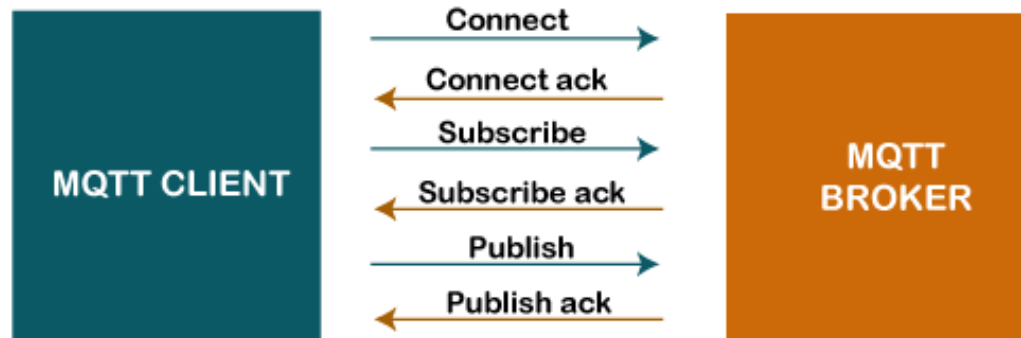 Connect
Connect ack
Subscribe
MQTT CLIENT
MQTT
BROKER
Subscribe ack
Publish
Publish ack